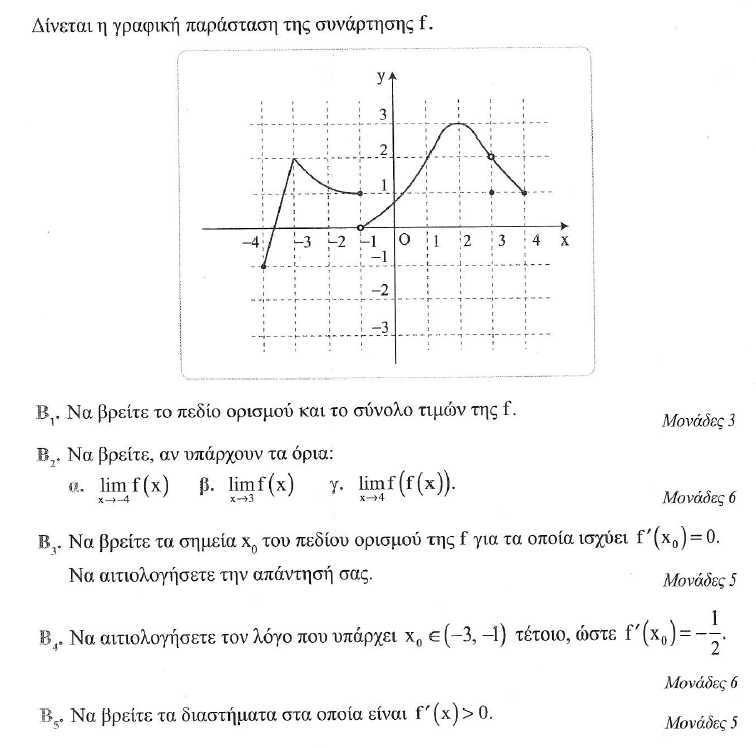 Δίνεται η γραφική παράσταση της συνάρτησης f.
y
3
2
1
-4 -3 -2 -1 O 1 2 3 4 x
-1
-2
-3
B₁. Να βρείτε το πεδίο ορισμού και το σύνολο τιμών της f.
Μονάδες 3
B₂. Να βρείτε, αν υπάρχουν τα όρια:
α. lim f(x) β. lim f(x) γ. lim f(f(x)).
x→-4 x→3 x→4
Μονάδες 6
B₃. Να βρείτε τα σημεία x₀ του πεδίου ορισμού της f για τα οποία ισχύει f′(x₀)=0.
Να αιτιολογήσετε την απάντησή σας.
Μονάδες 5
B₄. Να αιτιολογήσετε τον λόγο που υπάρχει x₀ ∈(-3, -1) τέτοιο, ώστε f′(x₀)=-1/2.
Μονάδες 6
B₅. Να βρείτε τα διαστήματα στα οποία είναι f′(x)>0.
Μονάδες 5